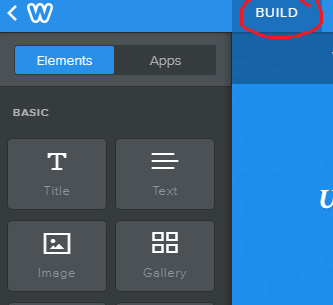 BUILD
Elements Apps
BASIC
Title Text
Image Gallery
U